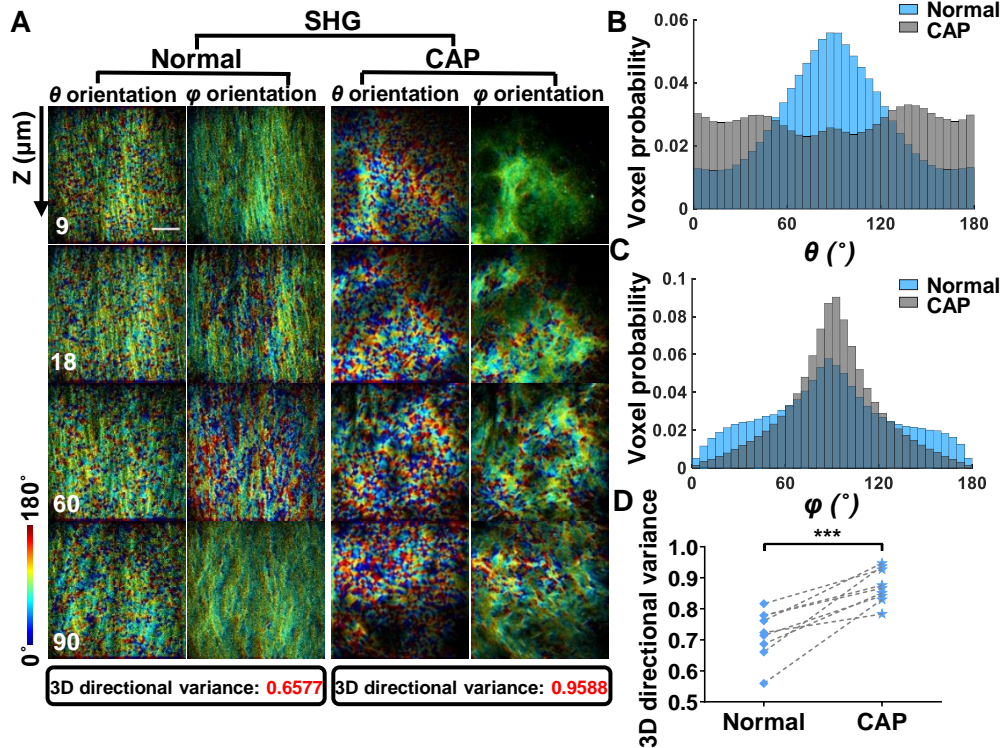 A
SHG
Normal
CAP
θ orientation
φ orientation
θ orientation
φ orientation
Z (μm)
9
18
60
90
0°
180°
3D directional variance: 0.6577
3D directional variance: 0.9588
B
Voxel probability
0.06
0.04
0.02
0
0
60
120
180
θ (°)
Normal
CAP
C
Voxel probability
0.1
0.08
0.06
0.04
0.02
0
0
60
120
180
φ (°)
Normal
CAP
D
3D directional variance
1.0
0.9
0.8
0.7
0.6
0.5
***
Normal
CAP